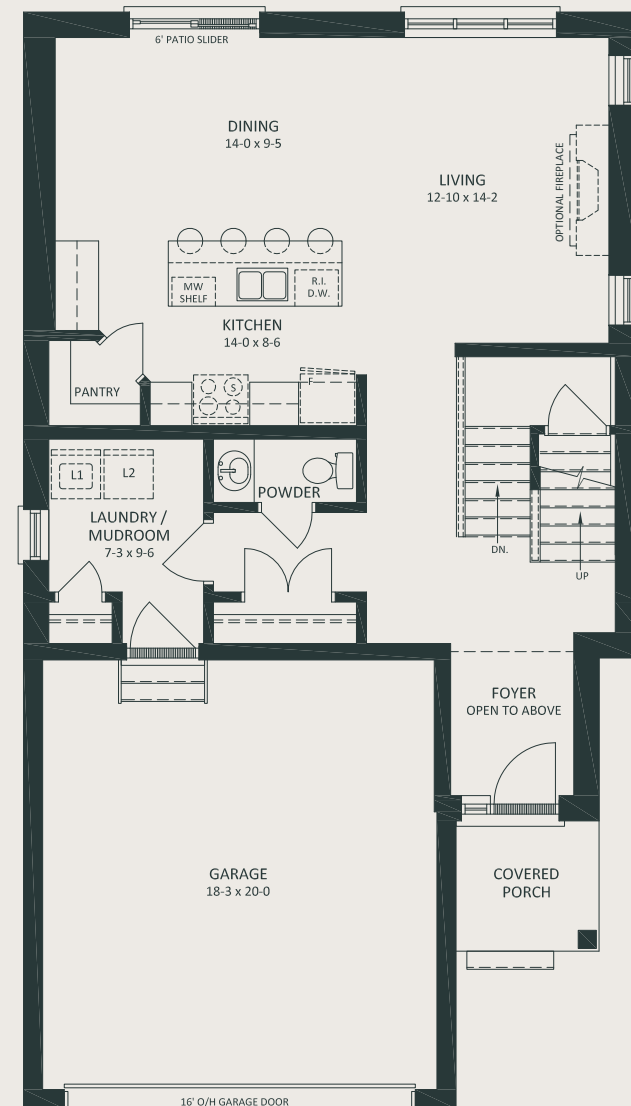 6' PATIO SLIDER
DINING
14-0 x 9-5
LIVING
12-10 x 14-2
OPTIONAL FIREPLACE
MW
SHELF
R.I.
D.W.
KITCHEN
14-0 x 8-6
PANTRY
S
F
L1
L2
POWDER
LAUNDRY /
MUDROOM
7-3 x 9-6
DN.
UP
FOYER
OPEN TO ABOVE
GARAGE
18-3 x 20-0
COVERED
PORCH
16' O/H GARAGE DOOR